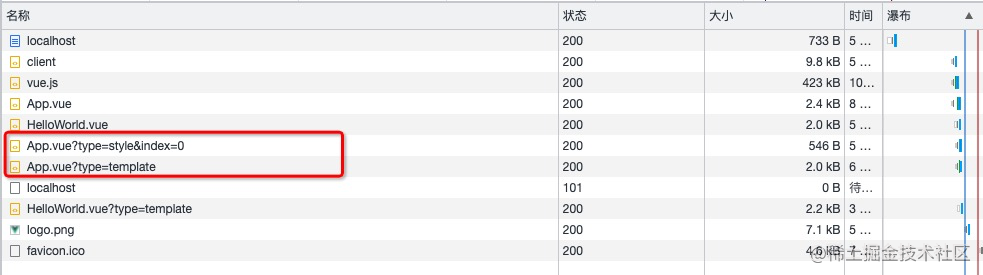 名称 状态 大小 时间 瀑布
localhost 200 733 B 5 ...
client 200 9.8 kB 6 ...
vue.js 200 423 kB 10...
App.vue 200 2.4 kB 8 ...
HelloWorld.vue 200 2.0 kB 5 ...
App.vue?type=style&index=0 200 546 B 5 ...
App.vue?type=template 200 2.0 kB 6 ...
localhost 101 0 B 待...
HelloWorld.vue?type=template 200 2.2 kB 3 ...
logo.png 200 7.1 kB 5 ...
favicon.ico 200 4.6 kB 7 ...
@稀土掘金技术社区